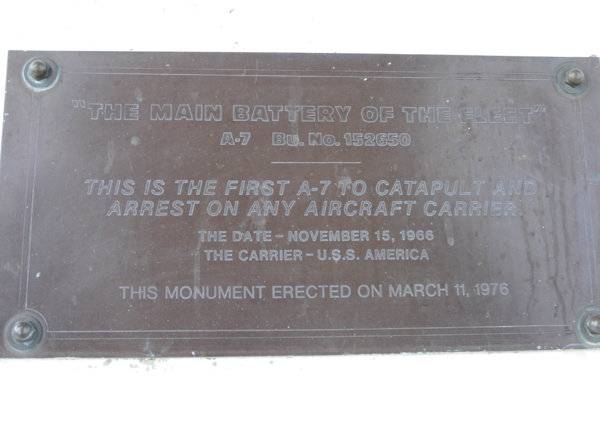 "THE MAIN BATTERY OF THE FLEET"
A-7 Bu. No. 152650
THIS IS THE FIRST A-7 TO CATAPULT AND
ARREST ON ANY AIRCRAFT CARRIER.
THE DATE – NOVEMBER 15, 1966
THE CARRIER – U.S.S. AMERICA
THIS MONUMENT ERECTED ON MARCH 11, 1976